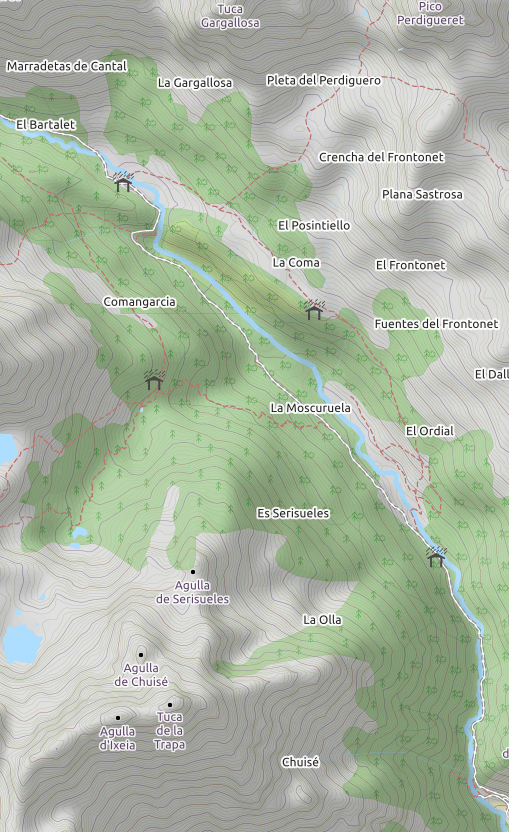 Tuca
Gargallosa
Pico
Perdigueret
Marradetas de Cantal
La Gargallosa
Pleta del Perdiguero
El Bartalet
Crencha del Frontonet
Plana Sastrosa
El Posintiello
La Coma
El Frontonet
Comangarcia
Fuentes del Frontonet
El Dall
La Moscuruela
El Ordial
Es Serisueles
Agulla
de Serisueles
La Olla
Agulla
de Chuisé
Tuca
de la
Trapa
Agulla
d'Ixeia
Chuisé
d